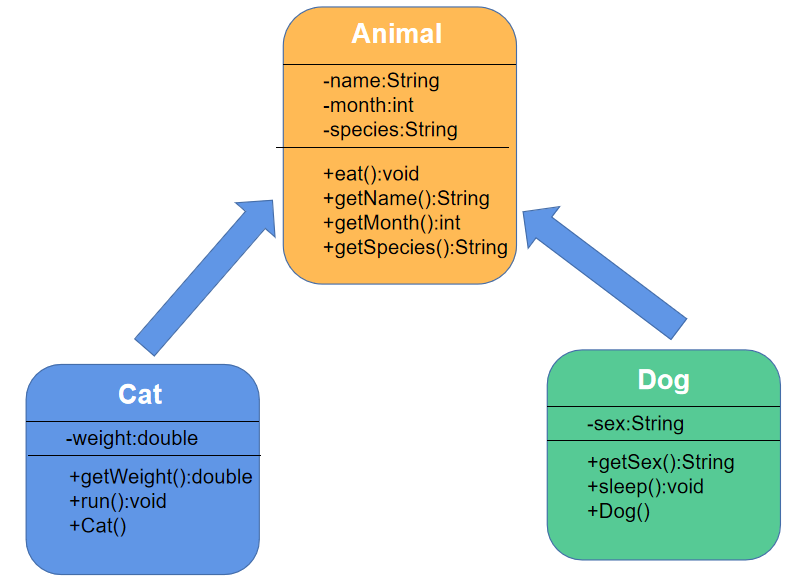 Animal
-name:String
-month:int
-species:String
+eat():void
+getName():String
+getMonth():int
+getSpecies():String
Cat
-weight:double
+getWeight():double
+run():void
+Cat()
Dog
-sex:String
+getSex():String
+sleep():void
+Dog()